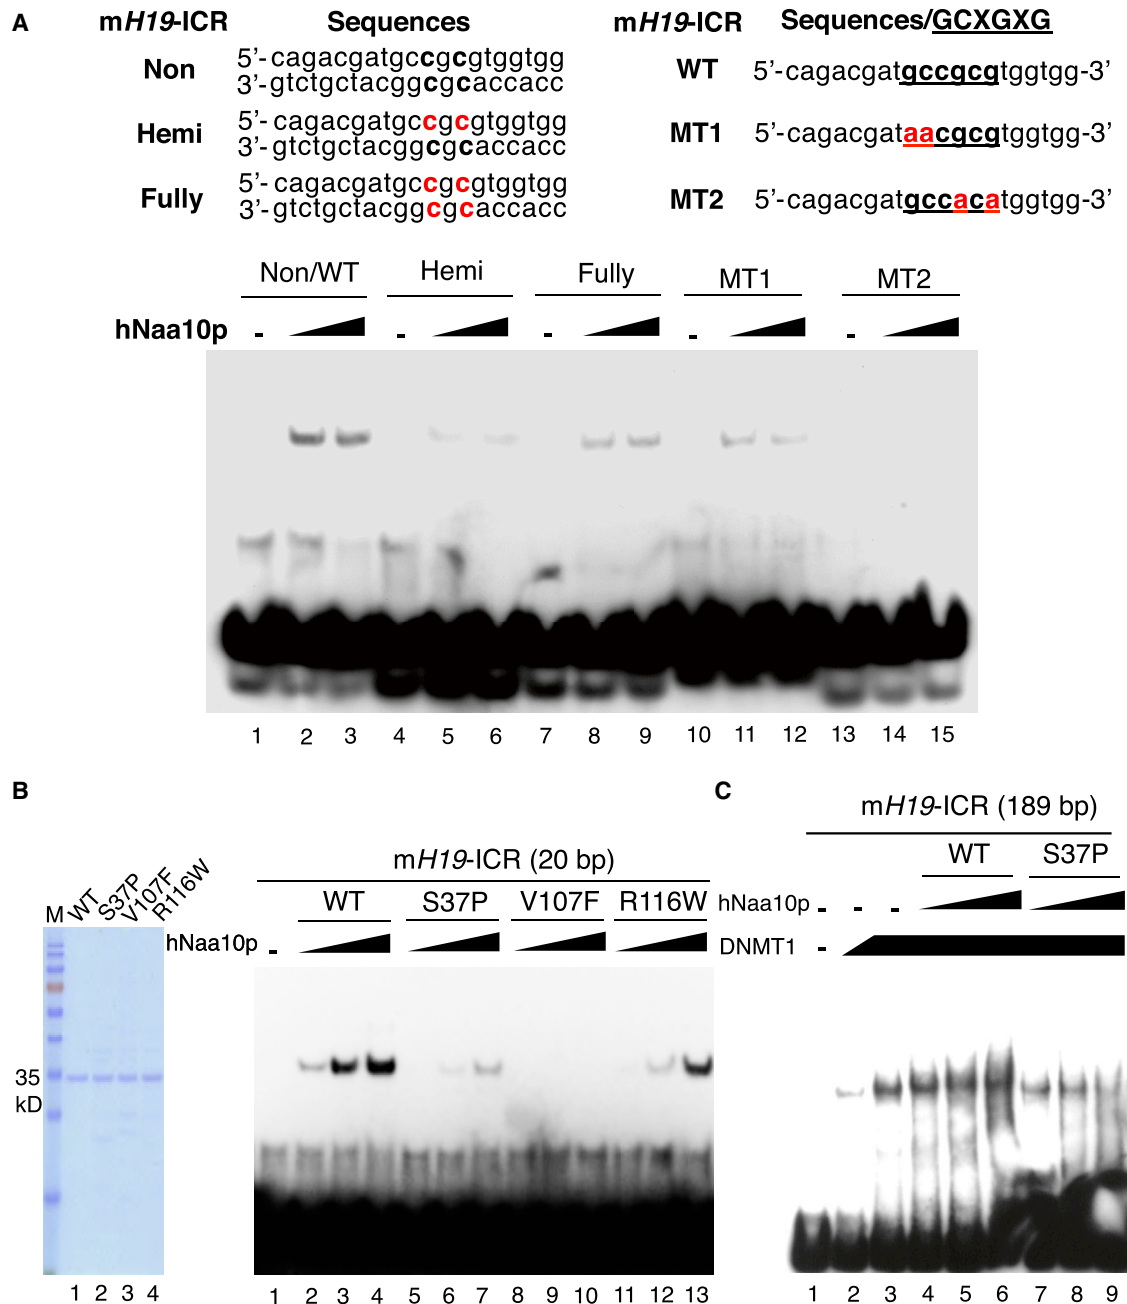 A
mH19-ICR Sequences
Non
5'- cagacgatgccgcgtggtgg
3'-gtctgctacggcgcaccacc
Hemi
5'- cagacgatgccgcgtggtgg
3'-gtctgctacggcgcaccacc
Fully
5'- cagacgatgccgcgtggtgg
3'-gtctgctacggcgcaccacc
mH19-ICR Sequences/GCXGXG
WT 5'-cagacgatgccgcgtggtgg-3'
MT1 5'-cagacgataacgcgtggtgg-3'
MT2 5'-cagacgatgccacatggtgg-3'
Non/WT Hemi Fully MT1 MT2
hNaa10p - - - - -
1 2 3 4 5 6 7 8 9 10 11 12 13 14 15
B
M WT S37P V107F R116W
35
kD
1 2 3 4
mH19-ICR (20 bp)
WT S37P V107F R116W
hNaa10p -
1 2 3 4 5 6 7 8 9 10 11 12 13
C
mH19-ICR (189 bp)
WT S37P
hNaa10p - - -
DNMT1 -
1 2 3 4 5 6 7 8 9